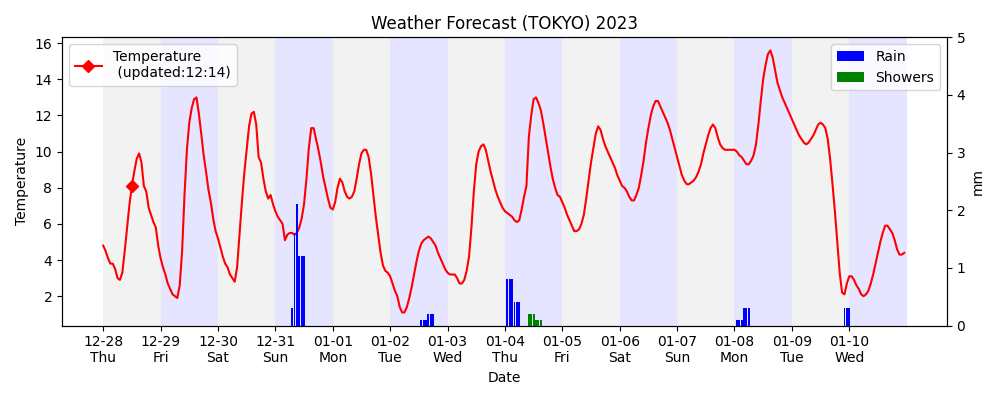 Weather Forecast (TOKYO) 2023
Temperature
(updated:12:14)
Rain
Showers
Temperature
16
14
12
10
8
6
4
2
5
4
3
2
1
0
mm
12-28 12-29 12-30 12-31 01-01 01-02 01-03 01-04 01-05 01-06 01-07 01-08 01-09 01-10
Thu Fri Sat Sun Mon Tue Wed Thu Fri Sat Sun Mon Tue Wed
Date